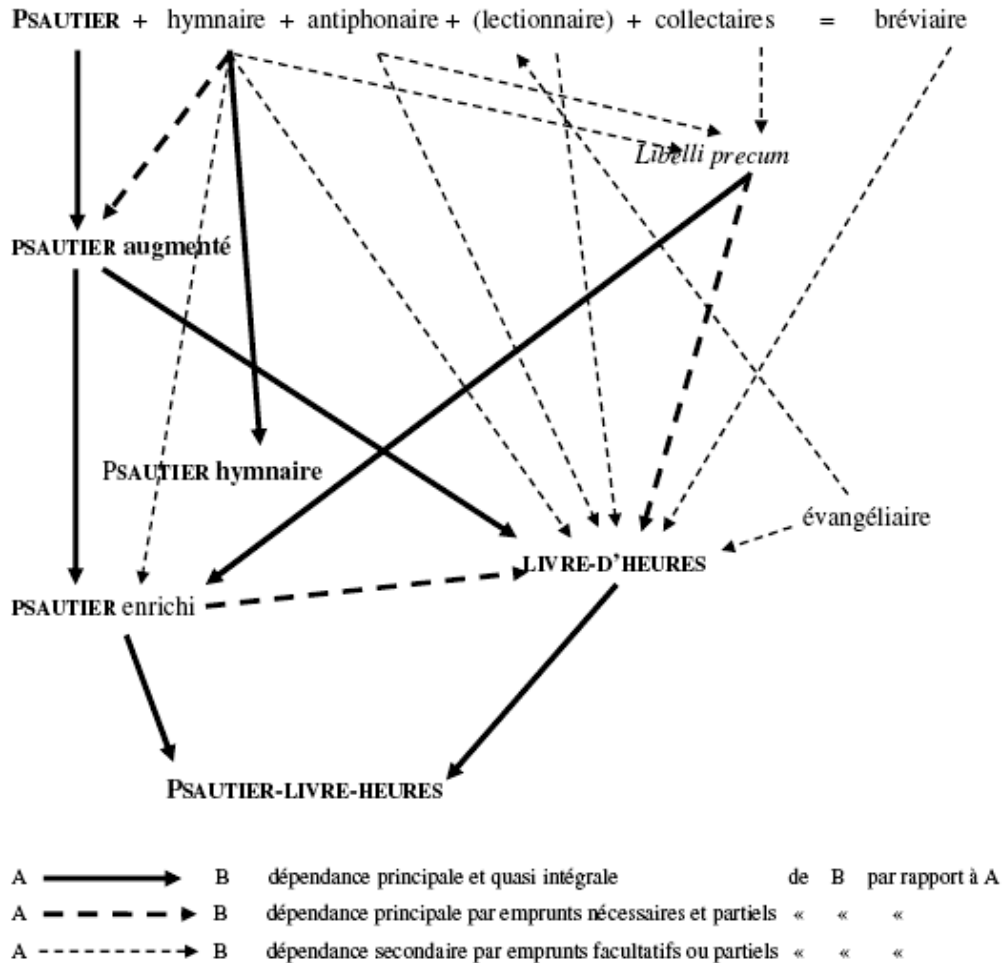 PSAUTIER + hymnaire + antiphonaire + (lectionnaire) + collectaires = bréviaire
Libelli precum
PSAUTIER augmenté
PSAUTIER hymnaire
évangéliaire
LIVRE-D'HEURES
PSAUTIER enrichi
PSAUTIER-LIVRE-HEURES
A B dépendance principale et quasi intégrale de B par rapport à A
A B dépendance principale par emprunts nécessaires et partiels « « «
A B dépendance secondaire par emprunts facultatifs ou partiels « « «